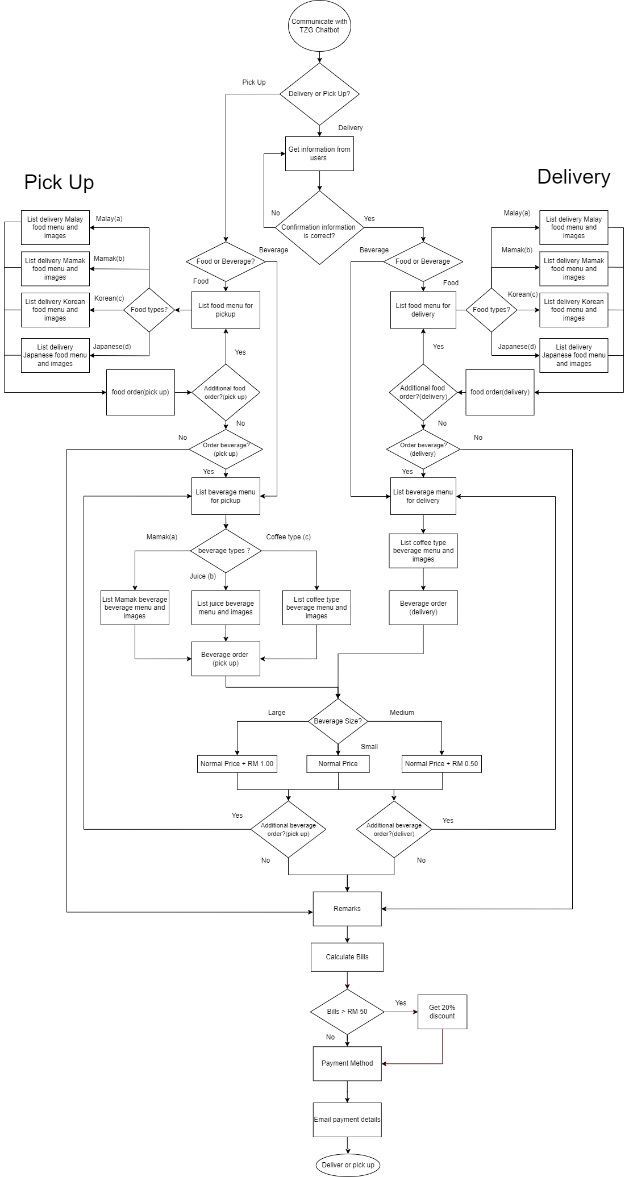 Communicate with
TZG Chatbot
Pick Up
Delivery or Pick Up?
Delivery
Get information from
users
Pick Up
Delivery
No
Yes
Confirmation information
is correct?
Malay(a)
List delivery Malay
food menu and
images
Mamak(b)
List delivery Mamak
food menu and
images
Korean(c)
List delivery Korean
food menu and
images
Japanese(d)
List delivery
Japanese food menu
and images
Food types?
Beverage
Food or Beverage?
Food
List food menu for
pickup
Yes
food order(pick up)
Additional food
order?(pick up)
No
No
Order beverage?
(pick up)
Yes
List beverage menu
for pickup
Beverage
Food or Beverage
Food
List food menu for
delivery
Food types?
Malay(a)
List delivery Malay
food menu and
images
Mamak(b)
List delivery Mamak
food menu and
images
Korean(c)
List delivery Korean
food menu and
images
Japanese(d)
List delivery
Japanese food menu
and images
Yes
Additional food
order?(delivery)
food order(delivery)
No
Order beverage?
(delivery)
No
Yes
List beverage menu
for delivery
Mamak(a)
beverage types ?
Coffee type (c)
Juice (b)
List Mamak beverage
beverage menu and
images
List juice beverage
menu and images
List coffee type
beverage menu and
images
Beverage order
(pick up)
List coffee type
beverage menu and
images
Beverage order
(delivery)
Large
Beverage Size?
Medium
Small
Normal Price + RM 1.00
Normal Price
Normal Price + RM 0.50
Yes
Additional beverage
order?(pick up)
No
Additional beverage
order?(deliver)
Yes
No
Remarks
Calculate Bills
Bills > RM 50
Yes
Get 20%
discount
No
Payment Method
Email payment details
Deliver or pick up